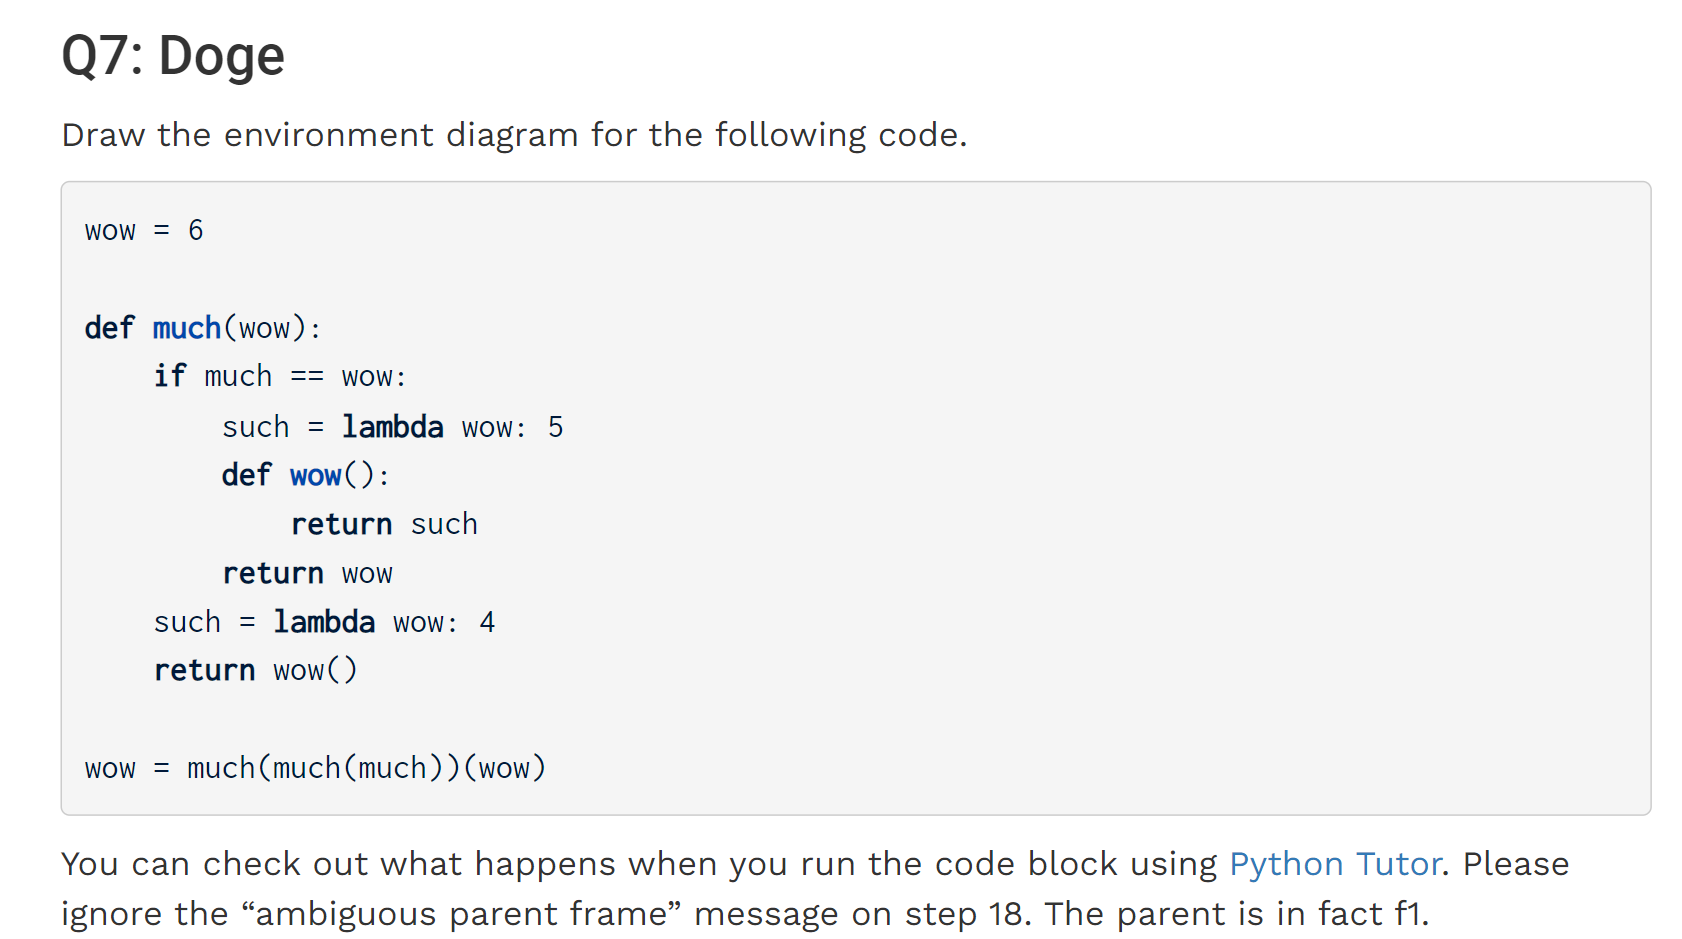 Q7: Doge
Draw the environment diagram for the following code.
wow = 6
def much(wow):
    if much == wow:
        such = lambda wow: 5
        def wow():
            return such
        return wow
    such = lambda wow: 4
    return wow()
wow = much(much(much))(wow)
You can check out what happens when you run the code block using Python Tutor. Please
ignore the “ambiguous parent frame” message on step 18. The parent is in fact f1.